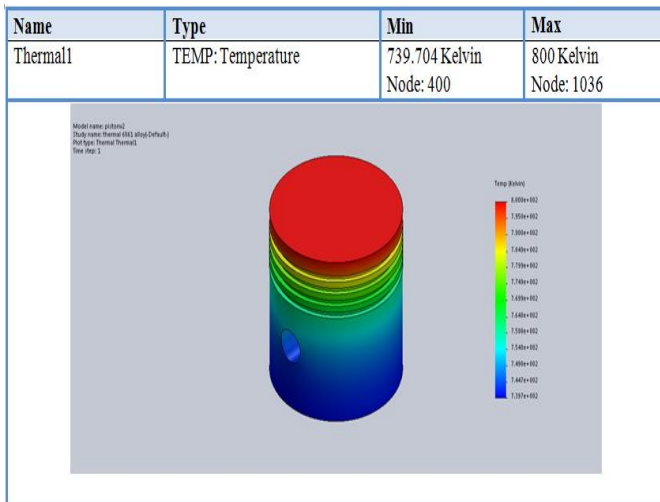 Name Type Min Max
Thermal1 TEMP: Temperature 739.704 Kelvin 800 Kelvin
Node: 400 Node: 1036
Model name: pistonv2
Study name: thermal 6061 alloy(-Default-)
Plot type: Thermal Thermal1
Time step: 1
Temp (Kelvin)
8.000e+002
7.950e+002
7.900e+002
7.849e+002
7.799e+002
7.749e+002
7.699e+002
7.648e+002
7.598e+002
7.548e+002
7.498e+002
7.447e+002
7.397e+002